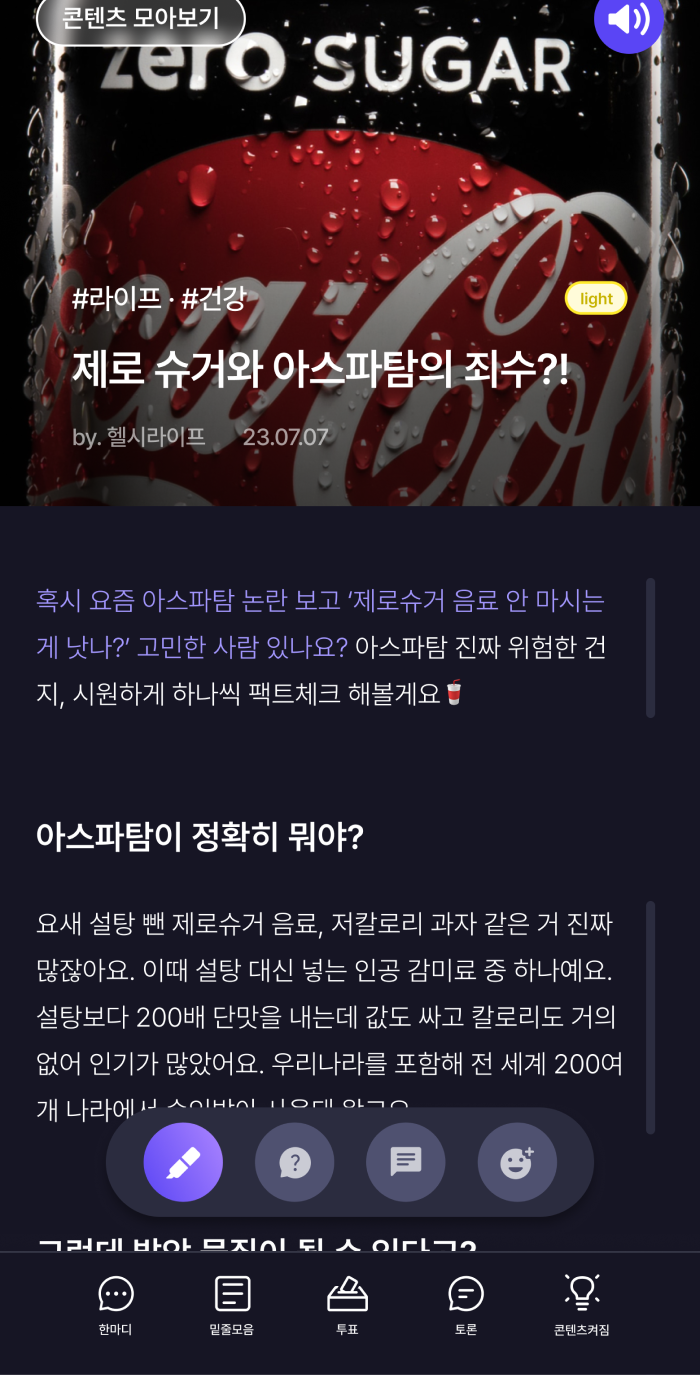 콘텐츠 모아보기
zero SUGAR
Coca-Cola
#라이프 · #건강
light
제로 슈거와 아스파탐의 죄수?!
by. 헬시라이프 23.07.07
혹시 요즘 아스파탐 논란 보고 ‘제로슈거 음료 안 마시는
게 낫나?’ 고민한 사람 있나요? 아스파탐 진짜 위험한 건
지, 시원하게 하나씩 팩트체크 해볼게요🥤
아스파탐이 정확히 뭐야?
요새 설탕 뺀 제로슈거 음료, 저칼로리 과자 같은 거 진짜
많잖아요. 이때 설탕 대신 넣는 인공 감미료 중 하나예요.
설탕보다 200배 단맛을 내는데 값도 싸고 칼로리도 거의
없어 인기가 많았어요. 우리나라를 포함해 전 세계 200여
개 나라에서
한마디
밑줄모음
투표
토론
콘텐츠켜짐